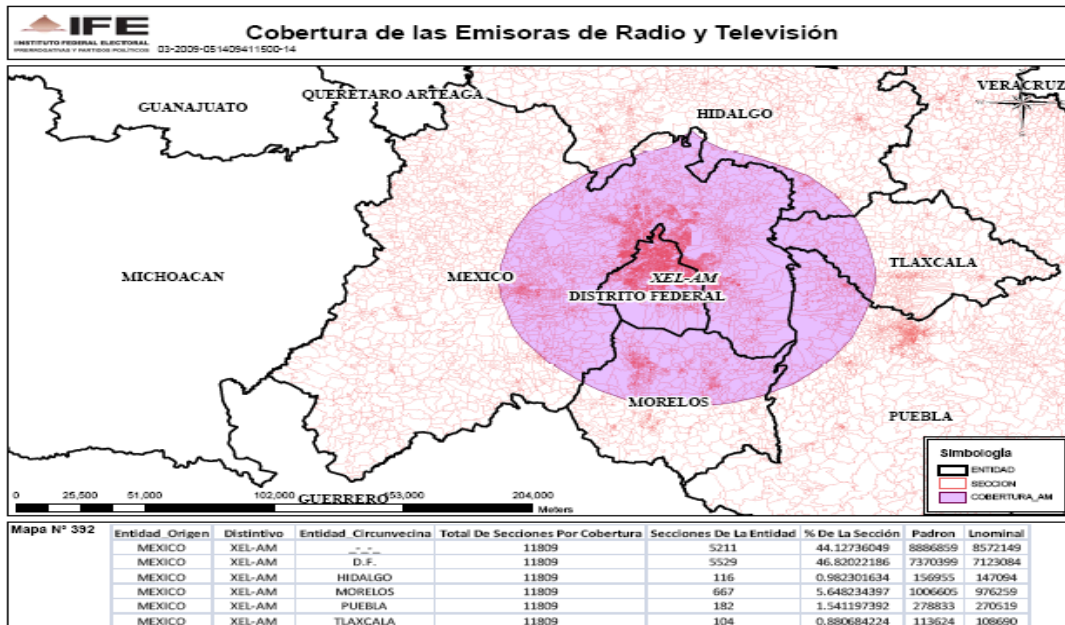 IFE
INSTITUTO FEDERAL ELECTORAL
PRERROGATIVAS Y PARTIDOS POLÍTICOS
03-2009-051409411500-14
Cobertura de las Emisoras de Radio y Televisión
VERACRUZ
QUERETARO ARTEAGA
GUANAJUATO
HIDALGO
TLAXCALA
MICHOACAN
MEXICO
XEL-AM
DISTRITO FEDERAL
MORELOS
PUEBLA
GUERRERO
Simbología
ENTIDAD
SECCION
COBERTURA_AM
0 25,500 51,000 102,000 153,000 204,000
Meters
Mapa N° 392
Entidad_Origen Distintivo Entidad_Circunvecina Total De Secciones Por Cobertura Secciones De La Entidad % De La Sección Padron Lnominal
MEXICO XEL-AM _-_-_ 11809 5211 44.12736049 8886859 8572149
MEXICO XEL-AM D.F. 11809 5529 46.82022186 7370399 7123084
MEXICO XEL-AM HIDALGO 11809 116 0.982301634 156955 147094
MEXICO XEL-AM MORELOS 11809 667 5.648234397 1006605 976259
MEXICO XEL-AM PUEBLA 11809 182 1.541197392 278833 270519
MEXICO XEL-AM TLAXCALA 11809 104 0.880684224 113624 108690